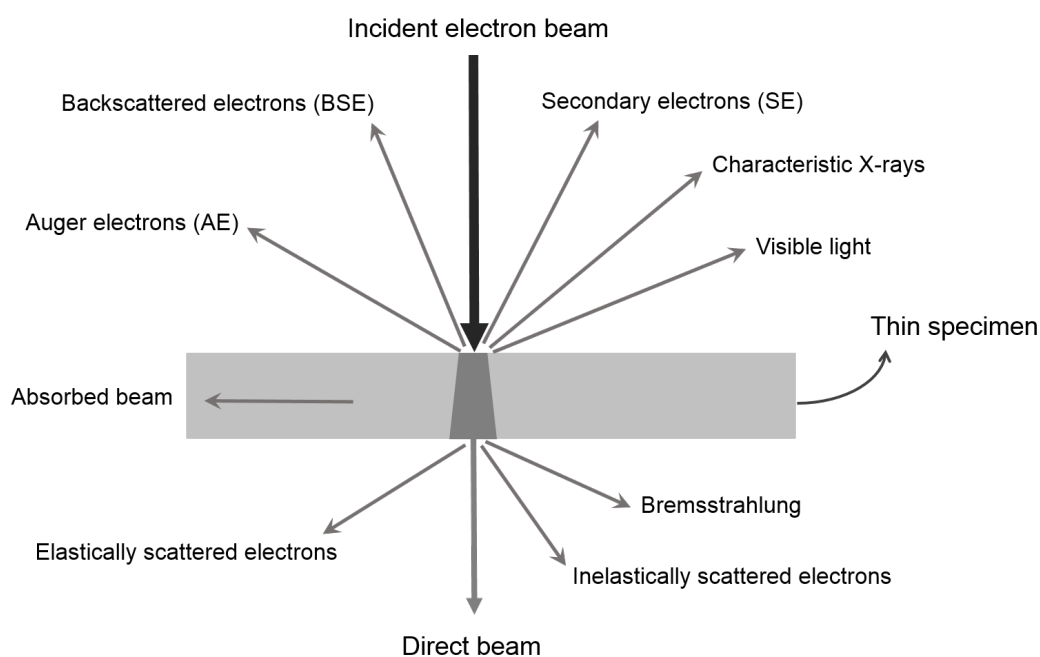 Incident electron beam
Backscattered electrons (BSE)
Secondary electrons (SE)
Characteristic X-rays
Auger electrons (AE)
Visible light
Thin specimen
Absorbed beam
Bremsstrahlung
Elastically scattered electrons
Inelastically scattered electrons
Direct beam